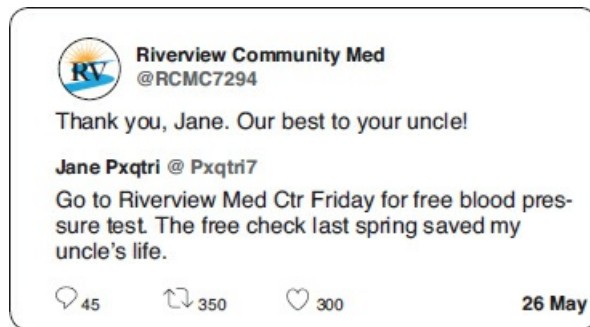 RV
Riverview Community Med
@RCMC7294
Thank you, Jane. Our best to your uncle!
Jane Pxqtri @ Pxqtri7
Go to Riverview Med Ctr Friday for free blood pres-
sure test. The free check last spring saved my
uncle's life.
45 350 300 26 May